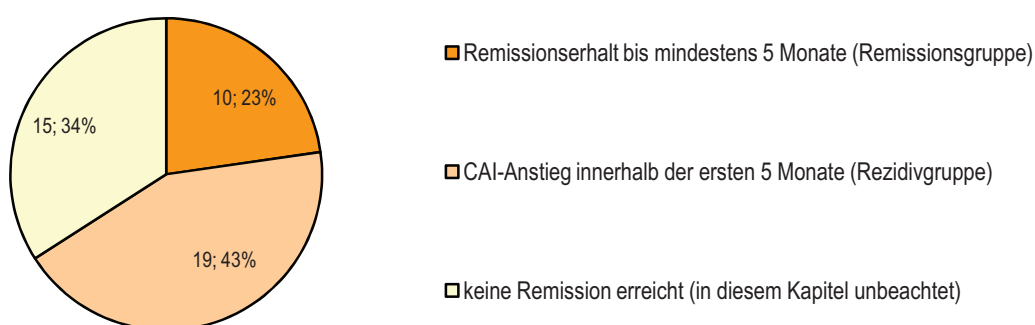 Remissionserhalt bis mindestens 5 Monate (Remissionsgruppe)
10; 23%
15; 34%
CAI-Anstieg innerhalb der ersten 5 Monate (Rezidivgruppe)
19; 43%
keine Remission erreicht (in diesem Kapitel unbeachtet)